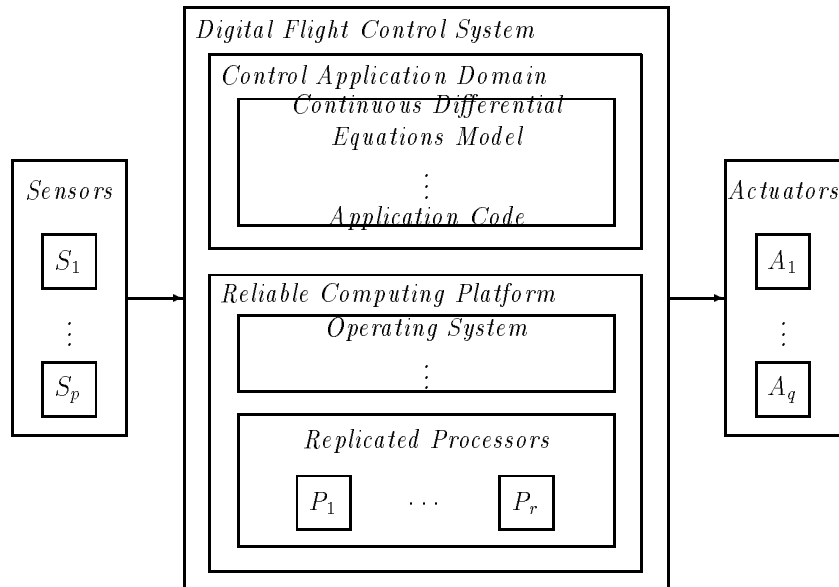 Digital Flight Control System
Control Application Domain
Continuous Differential
Equations Model
⋮
Application Code
Sensors
S₁
⋮
Sₚ
Reliable Computing Platform
Operating System
⋮
Replicated Processors
P₁ ⋯ Pᵣ
Actuators
A₁
⋮
A_q